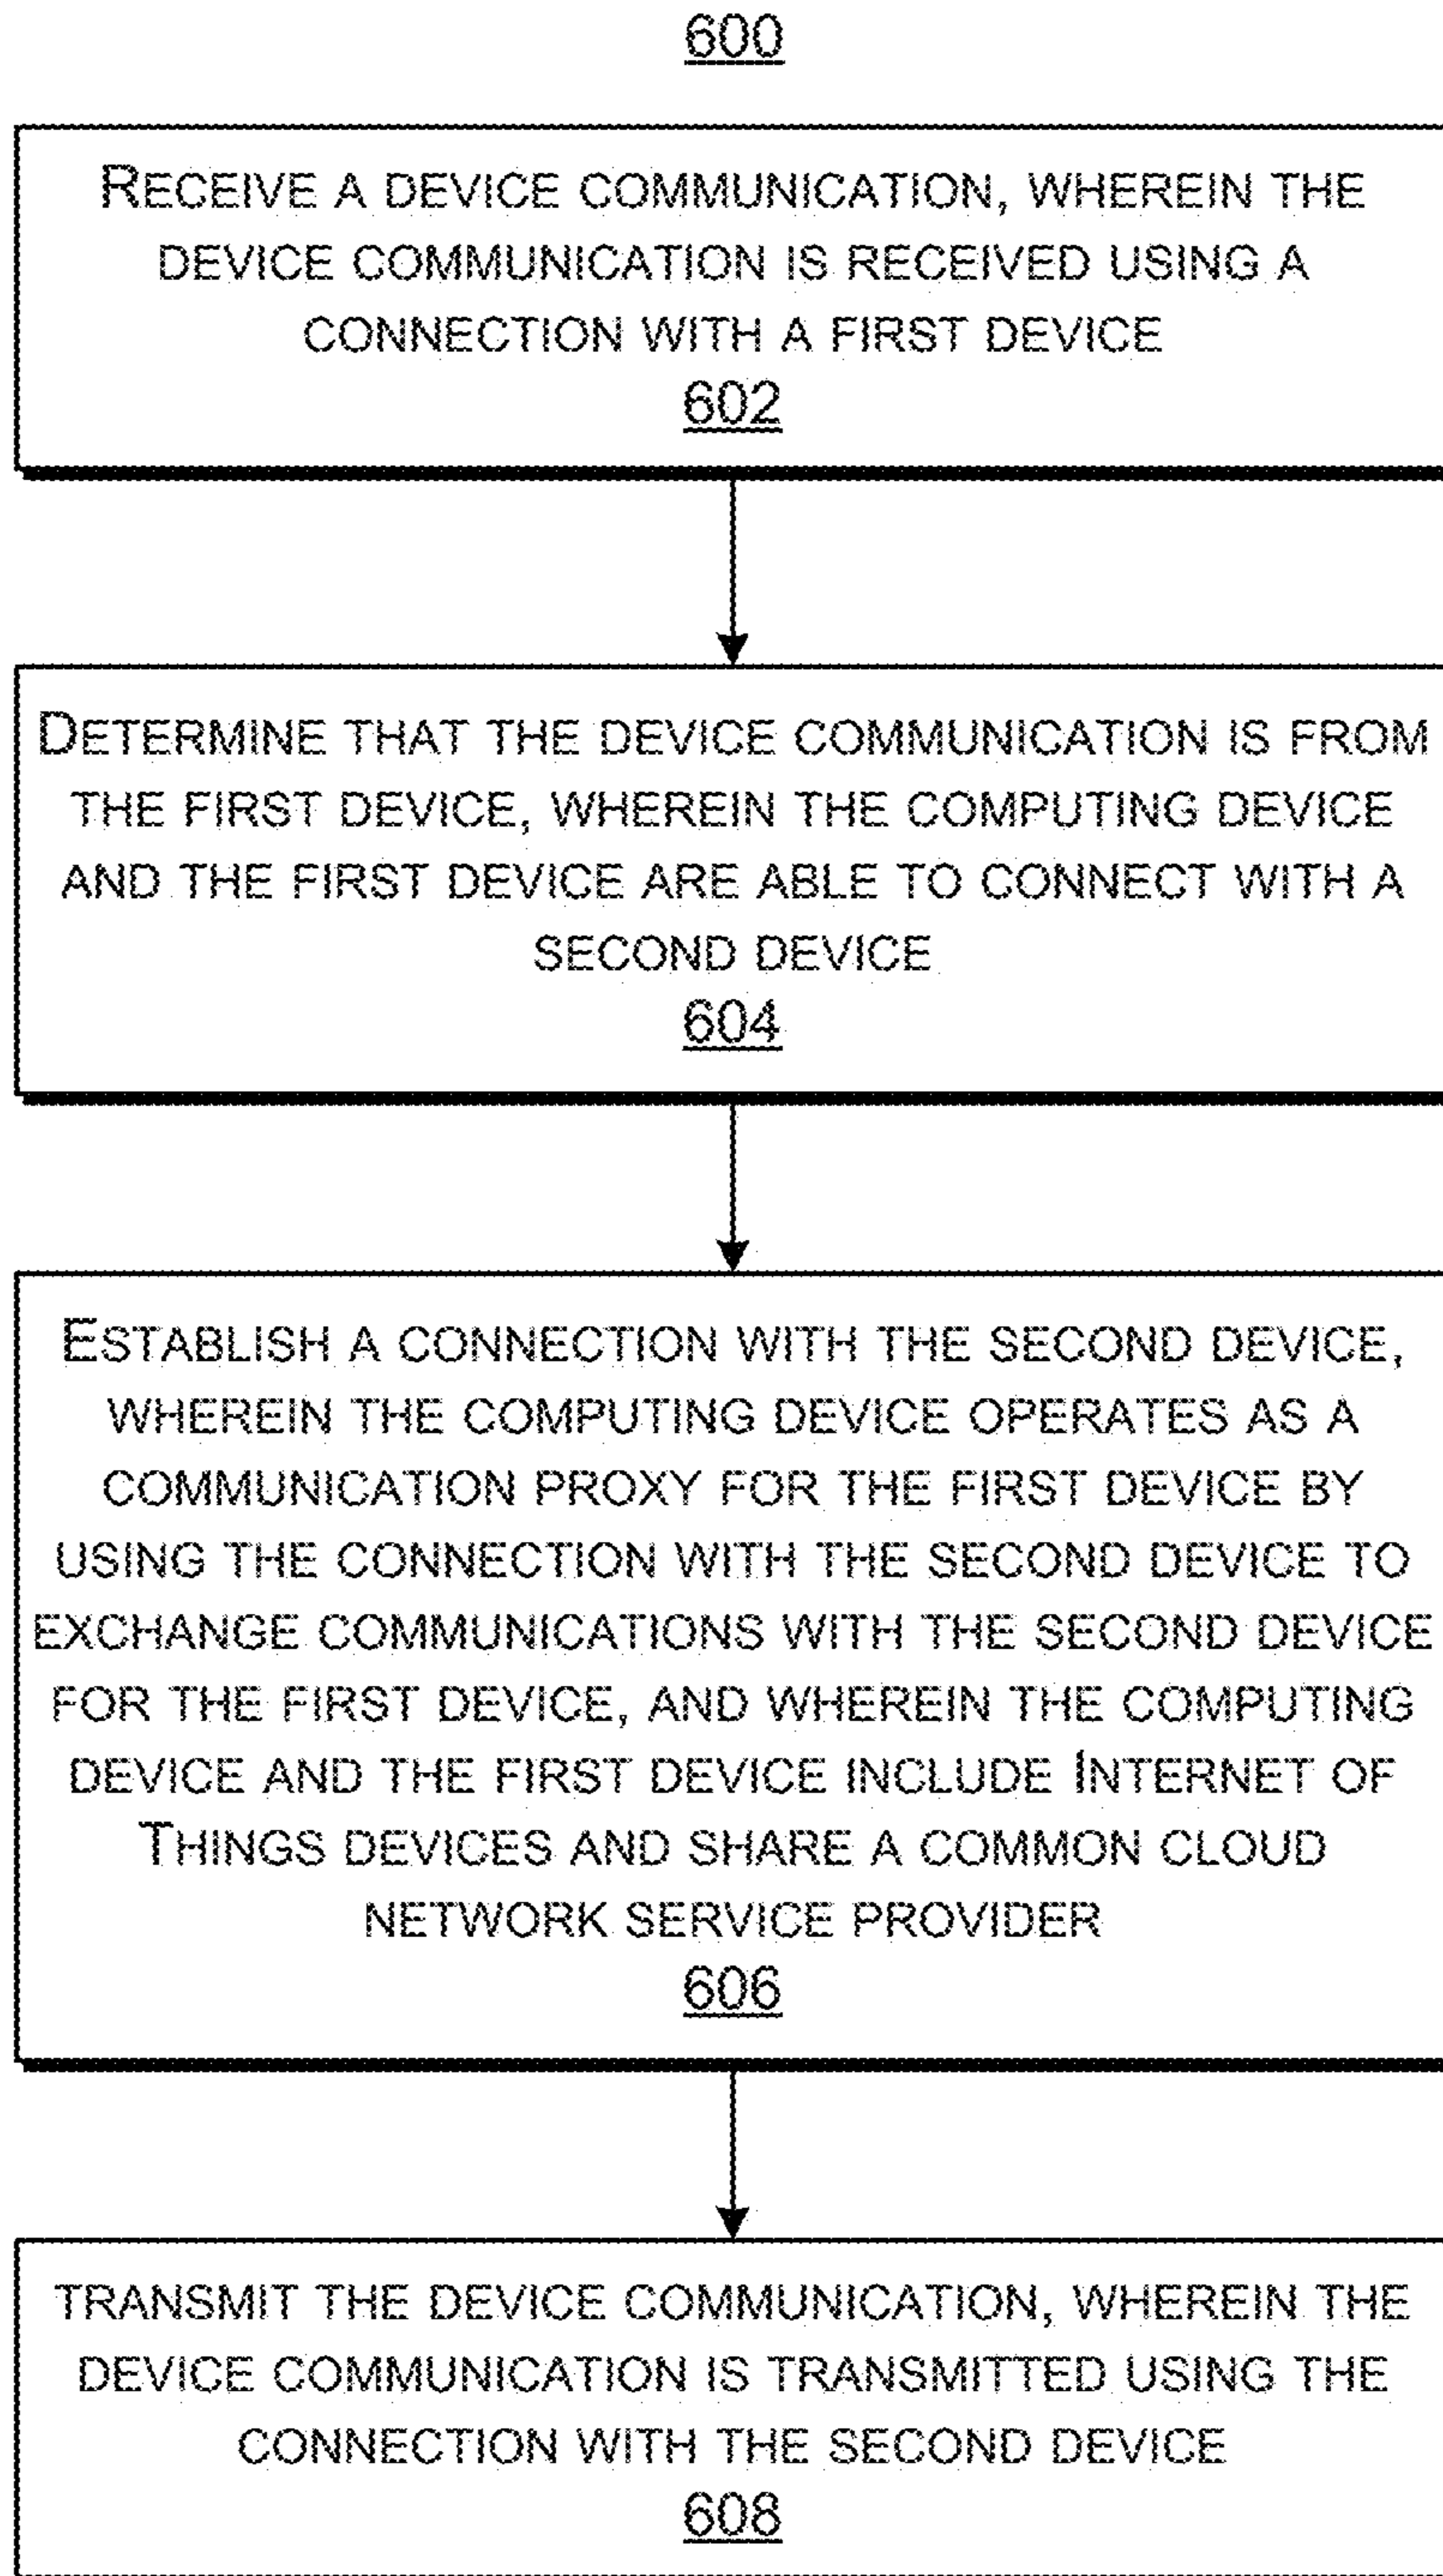 600
RECEIVE A DEVICE COMMUNICATION, WHEREIN THE
DEVICE COMMUNICATION IS RECEIVED USING A
CONNECTION WITH A FIRST DEVICE
602
DETERMINE THAT THE DEVICE COMMUNICATION IS FROM
THE FIRST DEVICE, WHEREIN THE COMPUTING DEVICE
AND THE FIRST DEVICE ARE ABLE TO CONNECT WITH A
SECOND DEVICE
604
ESTABLISH A CONNECTION WITH THE SECOND DEVICE,
WHEREIN THE COMPUTING DEVICE OPERATES AS A
COMMUNICATION PROXY FOR THE FIRST DEVICE BY
USING THE CONNECTION WITH THE SECOND DEVICE TO
EXCHANGE COMMUNICATIONS WITH THE SECOND DEVICE
FOR THE FIRST DEVICE, AND WHEREIN THE COMPUTING
DEVICE AND THE FIRST DEVICE INCLUDE INTERNET OF
THINGS DEVICES AND SHARE A COMMON CLOUD
NETWORK SERVICE PROVIDER
606
TRANSMIT THE DEVICE COMMUNICATION, WHEREIN THE
DEVICE COMMUNICATION IS TRANSMITTED USING THE
CONNECTION WITH THE SECOND DEVICE
608